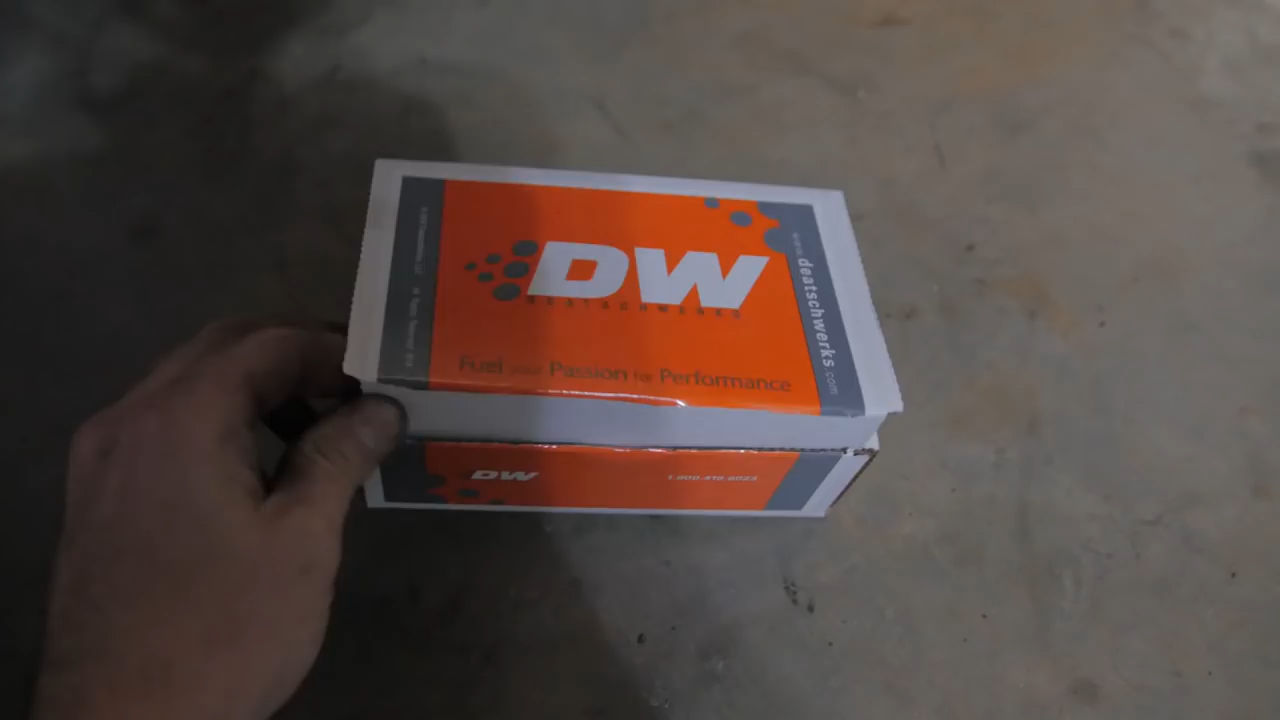 DW
DEATSCHWERKS
Fuel your Passion for Performance
www.deatschwerks.com
DW